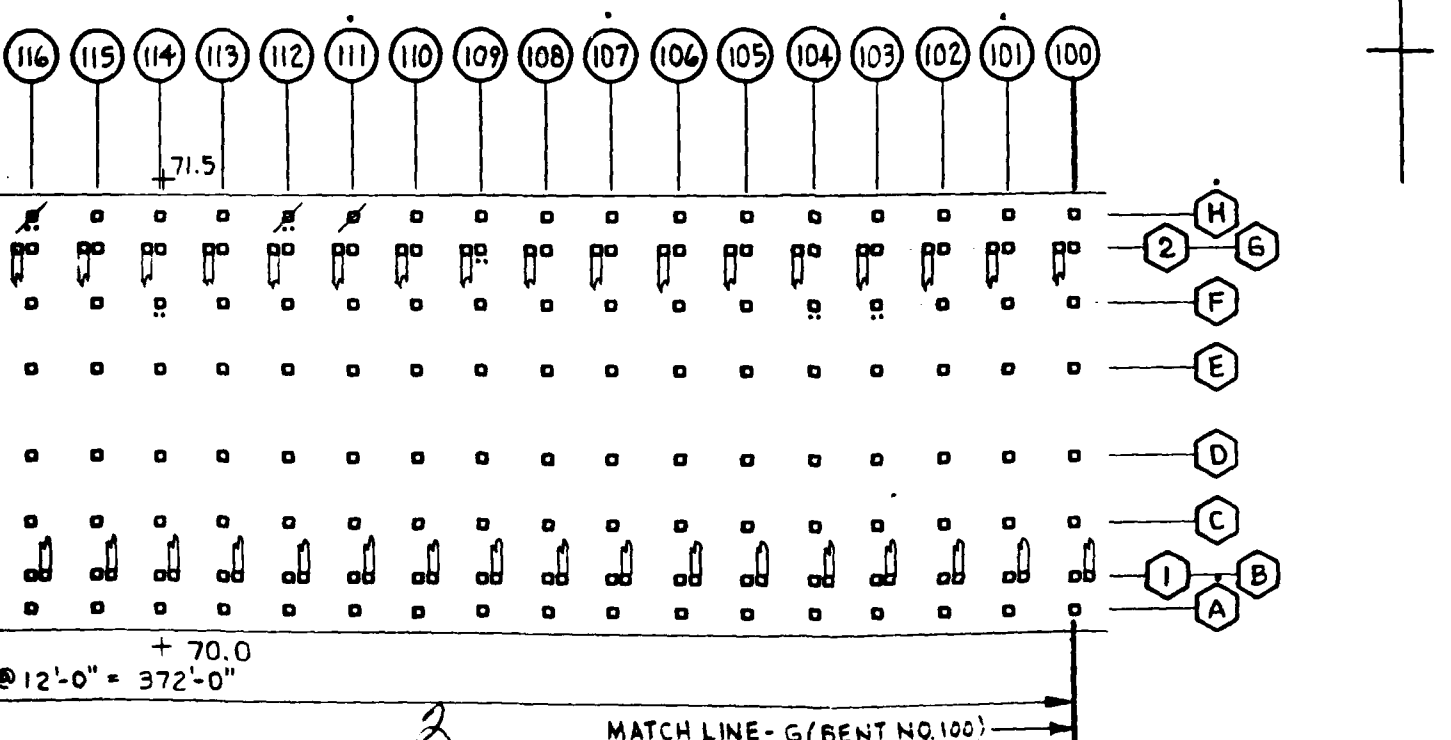 116 115 114 113 112 111 110 109 108 107 106 105 104 103 102 101 100
71.5
H
2 G
F
E
D
C
1 B
A
70.0
@ 12'-0" = 372'-0"
2
MATCH LINE - G (BENT NO. 100)